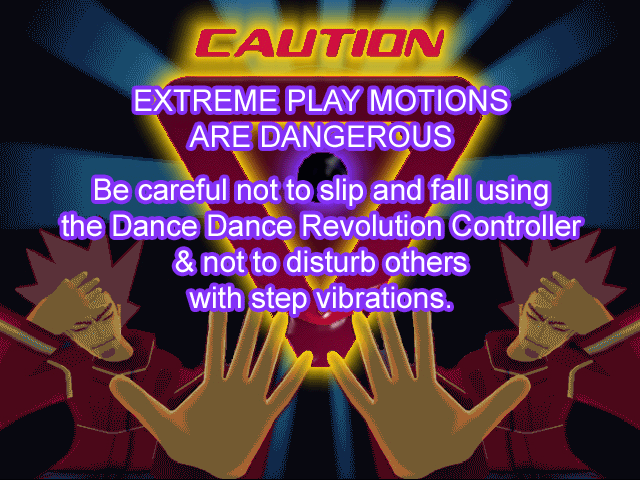 CAUTION
EXTREME PLAY MOTIONS
ARE DANGEROUS
Be careful not to slip and fall using
the Dance Dance Revolution Controller
& not to disturb others
with step vibrations.